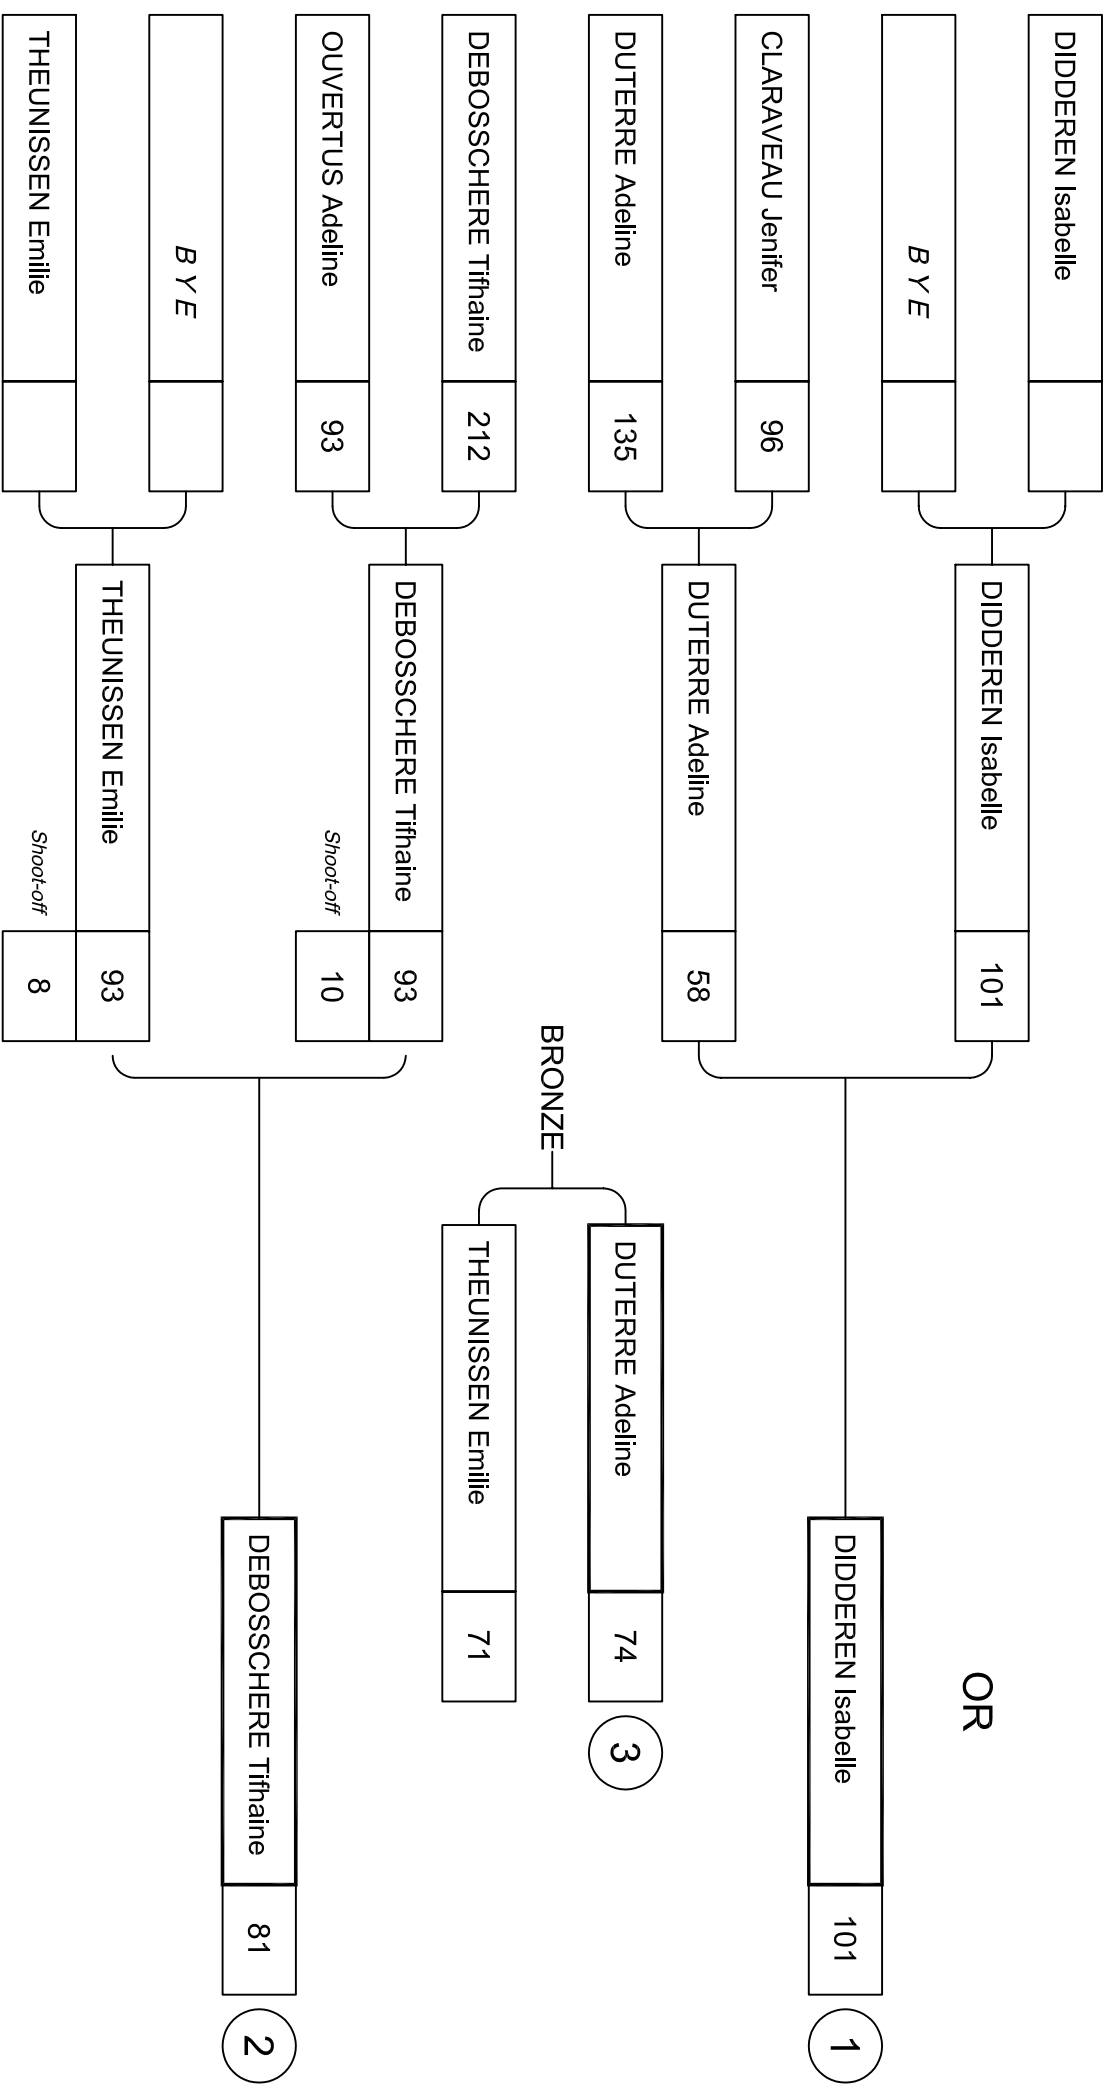 DIDDEREN Isabelle
B Y E
CLARAVEAU Jenifer 96
DUTERRE Adeline 135
DEBOSSCHERE Tifhaine 212
OUVERTUS Adeline 93
B Y E
THEUNISSEN Emilie
DIDDEREN Isabelle 101
DUTERRE Adeline 58
DEBOSSCHERE Tifhaine 93
Shoot-off 10
THEUNISSEN Emilie 93
Shoot-off 8
OR
DIDDEREN Isabelle 101 1
DEBOSSCHERE Tifhaine 81 2
BRONZE
DUTERRE Adeline 74 3
THEUNISSEN Emilie 71